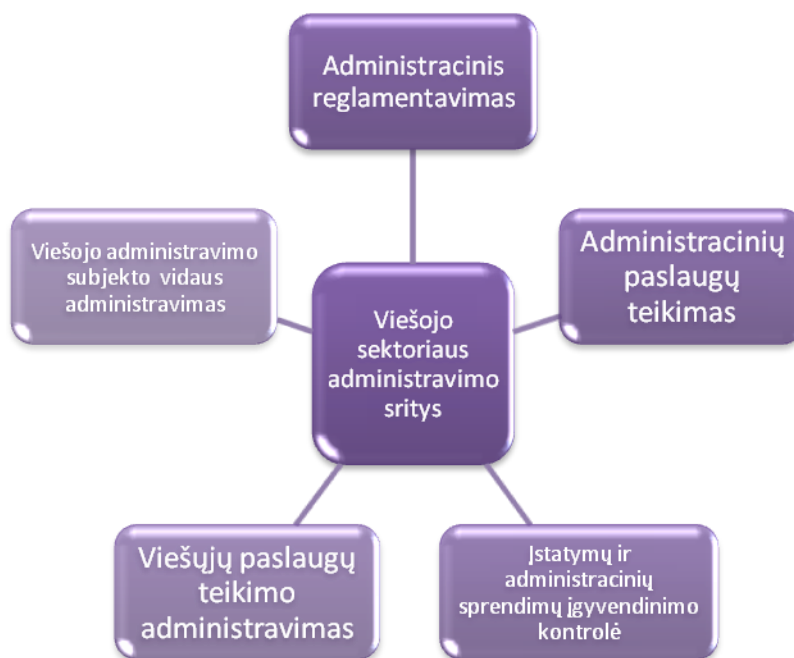 Administracinis
reglamentavimas
Viešojo administravimo
subjekto vidaus
administravimas
Administracinių
paslaugų
teikimas
Viešojo
sektoriaus
administravimo
sritys
Viešųjų paslaugų
teikimo
administravimas
Įstatymų ir
administracinių
sprendimų įgyvendinimo
kontrolė